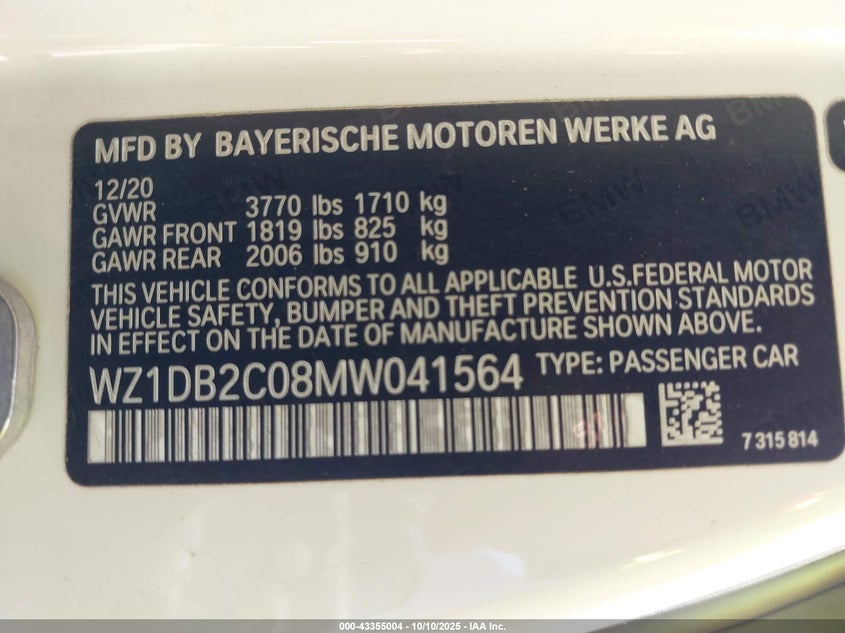 MFD BY BAYERISCHE MOTOREN WERKE AG
12/20
GVWR 3770 lbs 1710 kg
GAWR FRONT 1819 lbs 825 kg
GAWR REAR 2006 lbs 910 kg
THIS VEHICLE CONFORMS TO ALL APPLICABLE U.S.FEDERAL MOTOR
VEHICLE SAFETY, BUMPER AND THEFT PREVENTION STANDARDS
IN EFFECT ON THE DATE OF MANUFACTURE SHOWN ABOVE.
WZ1DB2C08MW041564 TYPE: PASSENGER CAR
7 315 814
000-43355004 - 10/10/2025 - IAA Inc.